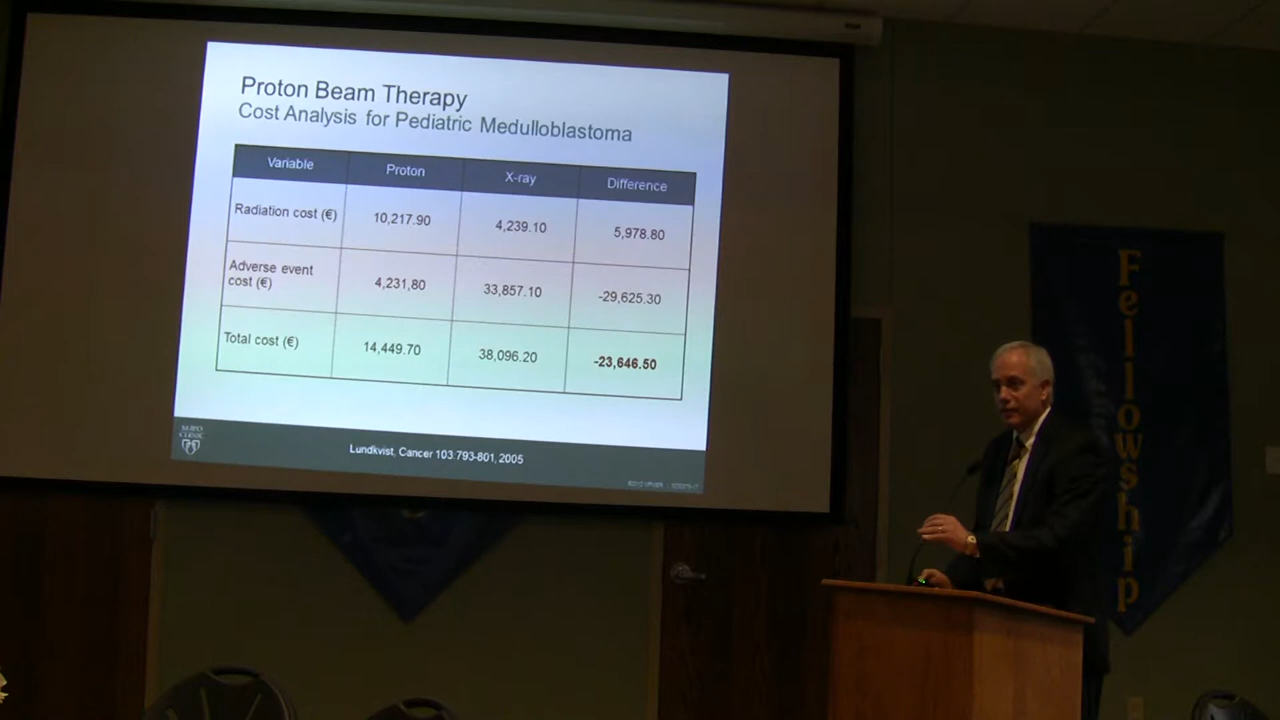 Proton Beam Therapy
Cost Analysis for Pediatric Medulloblastoma
Variable Proton X-ray Difference
Radiation cost (€) 10,217.90 4,239.10 5,978.80
Adverse event
cost (€) 4,231,80 33,857.10 -29,625.30
Total cost (€) 14,449.70 38,096.20 -23,646.50
MAYO
CLINIC
Lundkvist, Cancer 103:793-801, 2005
Fellowship